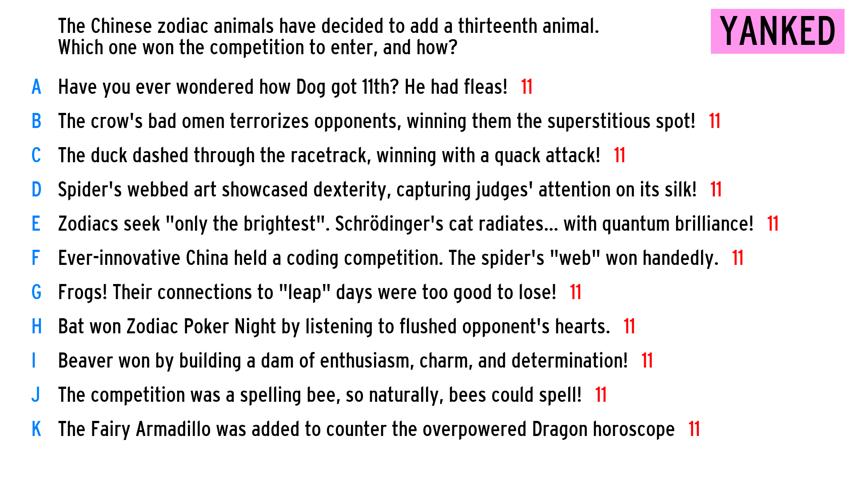 The Chinese zodiac animals have decided to add a thirteenth animal.
Which one won the competition to enter, and how?
YANKED
A Have you ever wondered how Dog got 11th? He had fleas! 11
B The crow's bad omen terrorizes opponents, winning them the superstitious spot! 11
C The duck dashed through the racetrack, winning with a quack attack! 11
D Spider's webbed art showcased dexterity, capturing judges' attention on its silk! 11
E Zodiacs seek "only the brightest". Schrödinger's cat radiates... with quantum brilliance! 11
F Ever-innovative China held a coding competition. The spider's "web" won handedly. 11
G Frogs! Their connections to "leap" days were too good to lose! 11
H Bat won Zodiac Poker Night by listening to flushed opponent's hearts. 11
I Beaver won by building a dam of enthusiasm, charm, and determination! 11
J The competition was a spelling bee, so naturally, bees could spell! 11
K The Fairy Armadillo was added to counter the overpowered Dragon horoscope 11